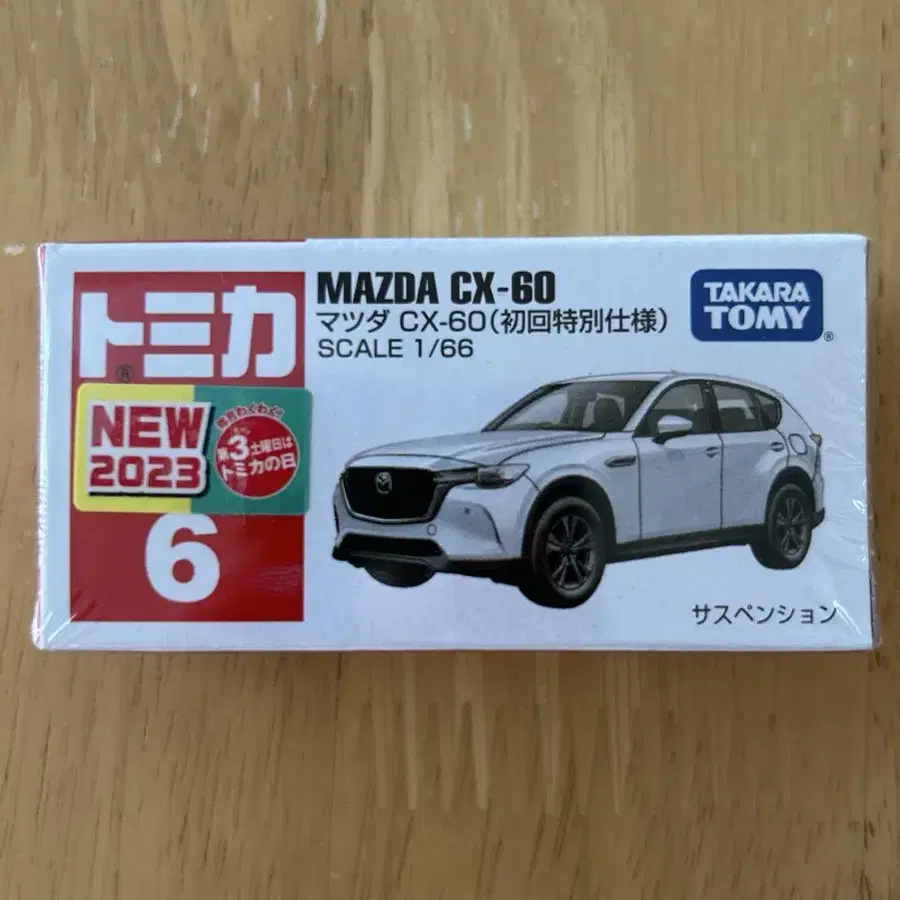 トミカ
®
NEW
2023
毎月わくわく!
第3土曜日は
トミカの日
6
MAZDA CX-60
マツダ CX-60(初回特別仕様)
SCALE 1/66
TAKARA
TOMY
®
サスペンション